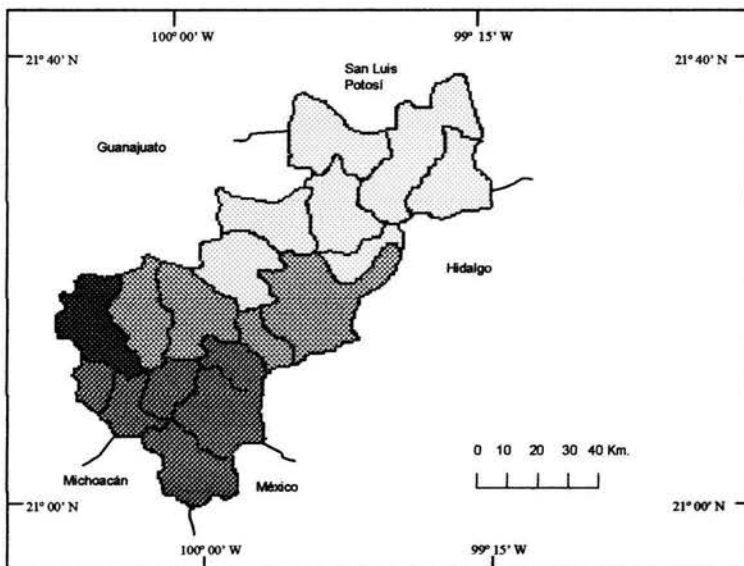 100° 00' W 99° 15' W
21° 40' N 21° 40' N
San Luis
Potosí
Guanajuato
Hidalgo
0 10 20 30 40 Km.
Michoacán
México
21° 00' N 21° 00' N
100° 00' W 99° 15' W